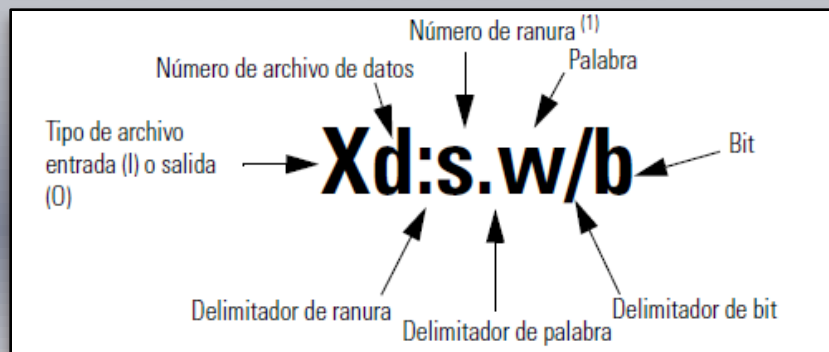 Número de ranura (1)
Número de archivo de datos
Palabra
Tipo de archivo
entrada (I) o salida
(O)
Xd:s.w/b
Bit
Delimitador de ranura
Delimitador de palabra
Delimitador de bit